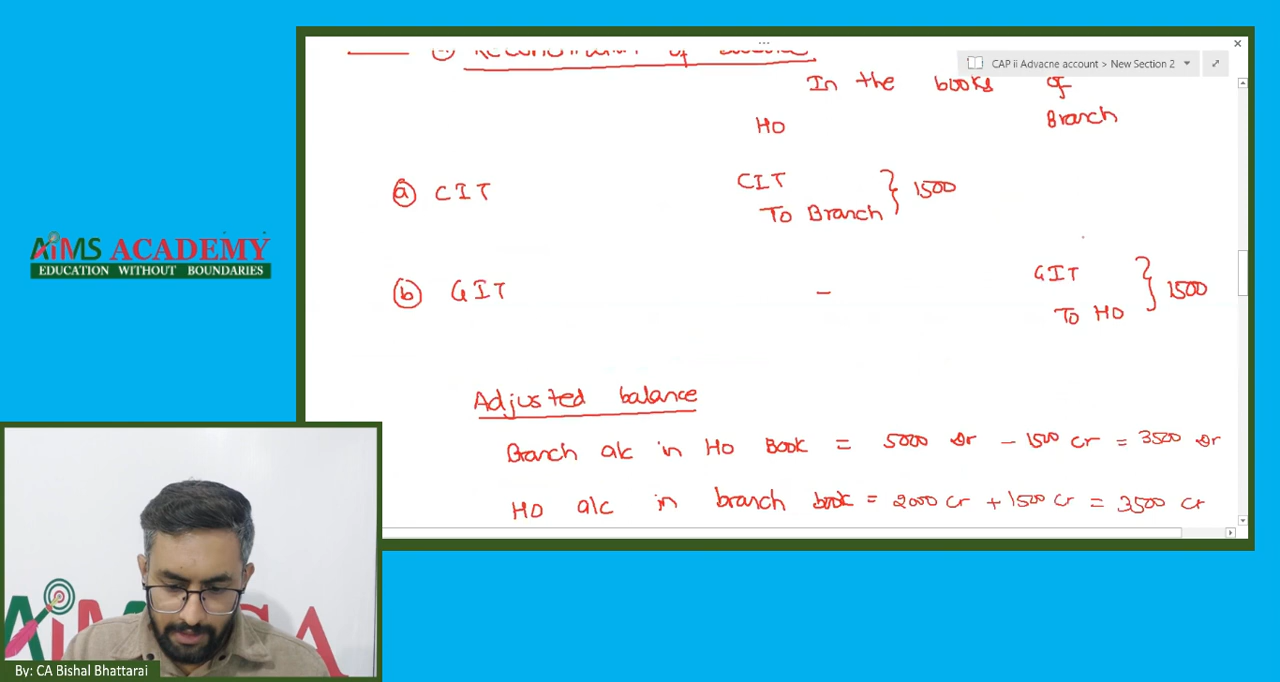 of
CAP ii Advacne account > New Section 2
In the books of
HO
Branch
a CIT
CIT
To Branch } 1500
b GIT
-
GIT
To HO } 1500
Adjusted balance
Branch a/c in HO Book = 5000 Dr - 1500 Cr = 3500 Dr
HO a/c in branch book = 2000 Cr + 1500 Cr = 3500 Cr
AIMS ACADEMY
EDUCATION WITHOUT BOUNDARIES
By: CA Bishal Bhattarai